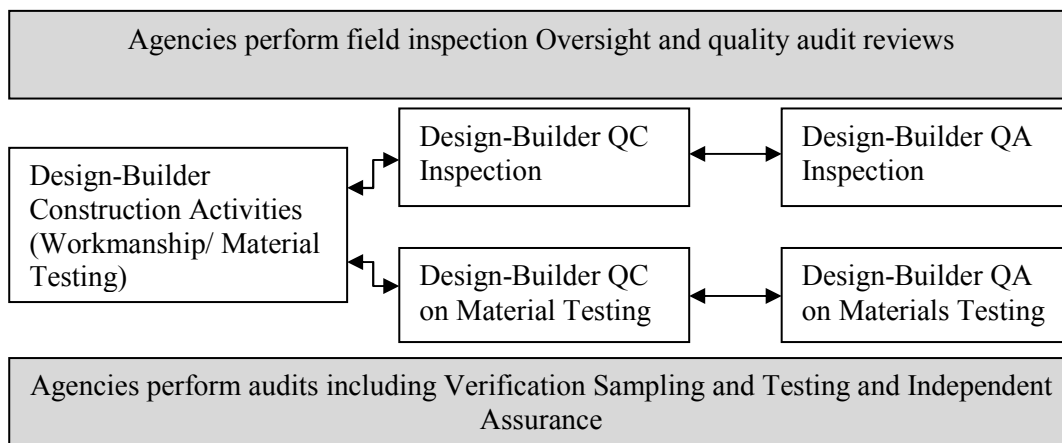 Agencies perform field inspection Oversight and quality audit reviews
Design-Builder
Construction Activities
(Workmanship/ Material
Testing)
Design-Builder QC
Inspection
Design-Builder QA
Inspection
Design-Builder QC
on Material Testing
Design-Builder QA
on Materials Testing
Agencies perform audits including Verification Sampling and Testing and Independent
Assurance